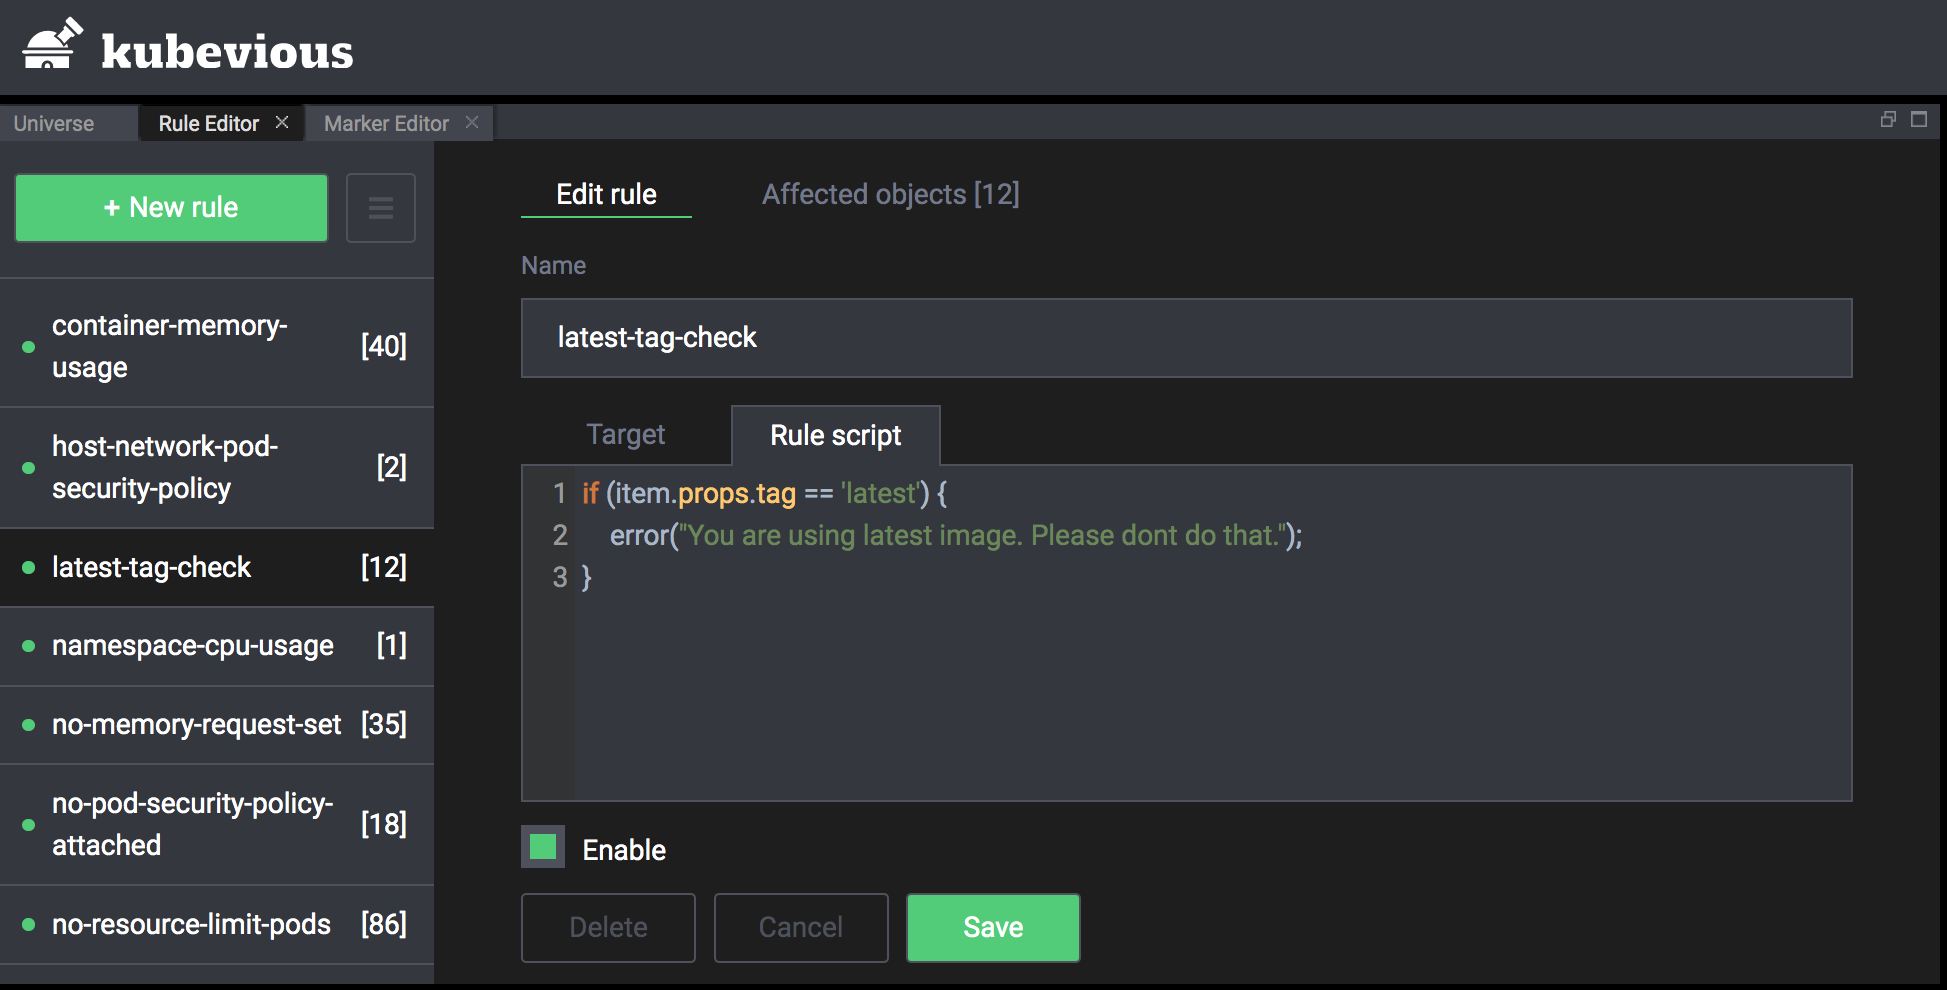 kubevious
Universe
Rule Editor ×
Marker Editor ×
+ New rule
container-memory-
usage
[40]
host-network-pod-
security-policy
[2]
latest-tag-check [12]
namespace-cpu-usage [1]
no-memory-request-set [35]
no-pod-security-policy-
attached
[18]
no-resource-limit-pods [86]
Edit rule
Affected objects [12]
Name
latest-tag-check
Target
Rule script
1 if (item.props.tag == 'latest') {
2 error("You are using latest image. Please dont do that.");
3 }
Enable
Delete
Cancel
Save